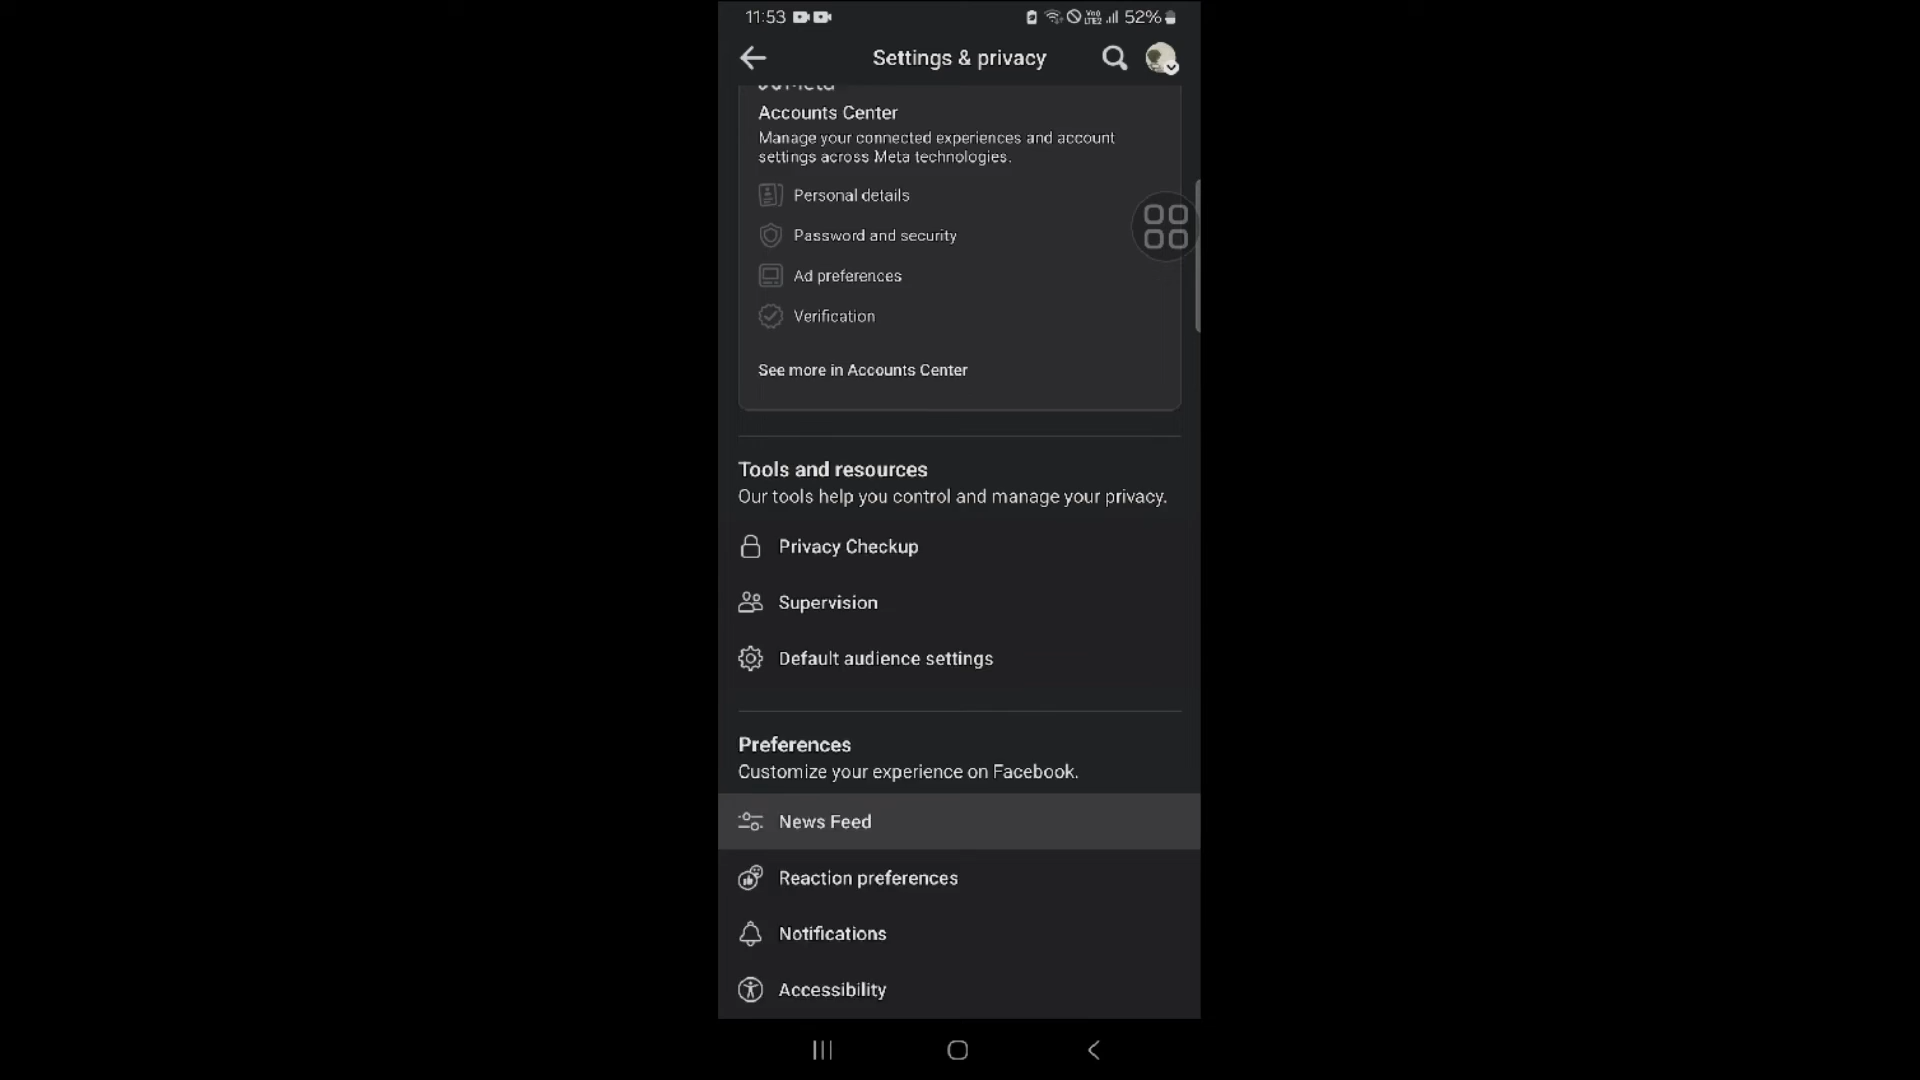 11:53
52%
Settings & privacy
Meta
Accounts Center
Manage your connected experiences and account
settings across Meta technologies.
Personal details
Password and security
Ad preferences
Verification
See more in Accounts Center
Tools and resources
Our tools help you control and manage your privacy.
Privacy Checkup
Supervision
Default audience settings
Preferences
Customize your experience on Facebook.
News Feed
Reaction preferences
Notifications
Accessibility